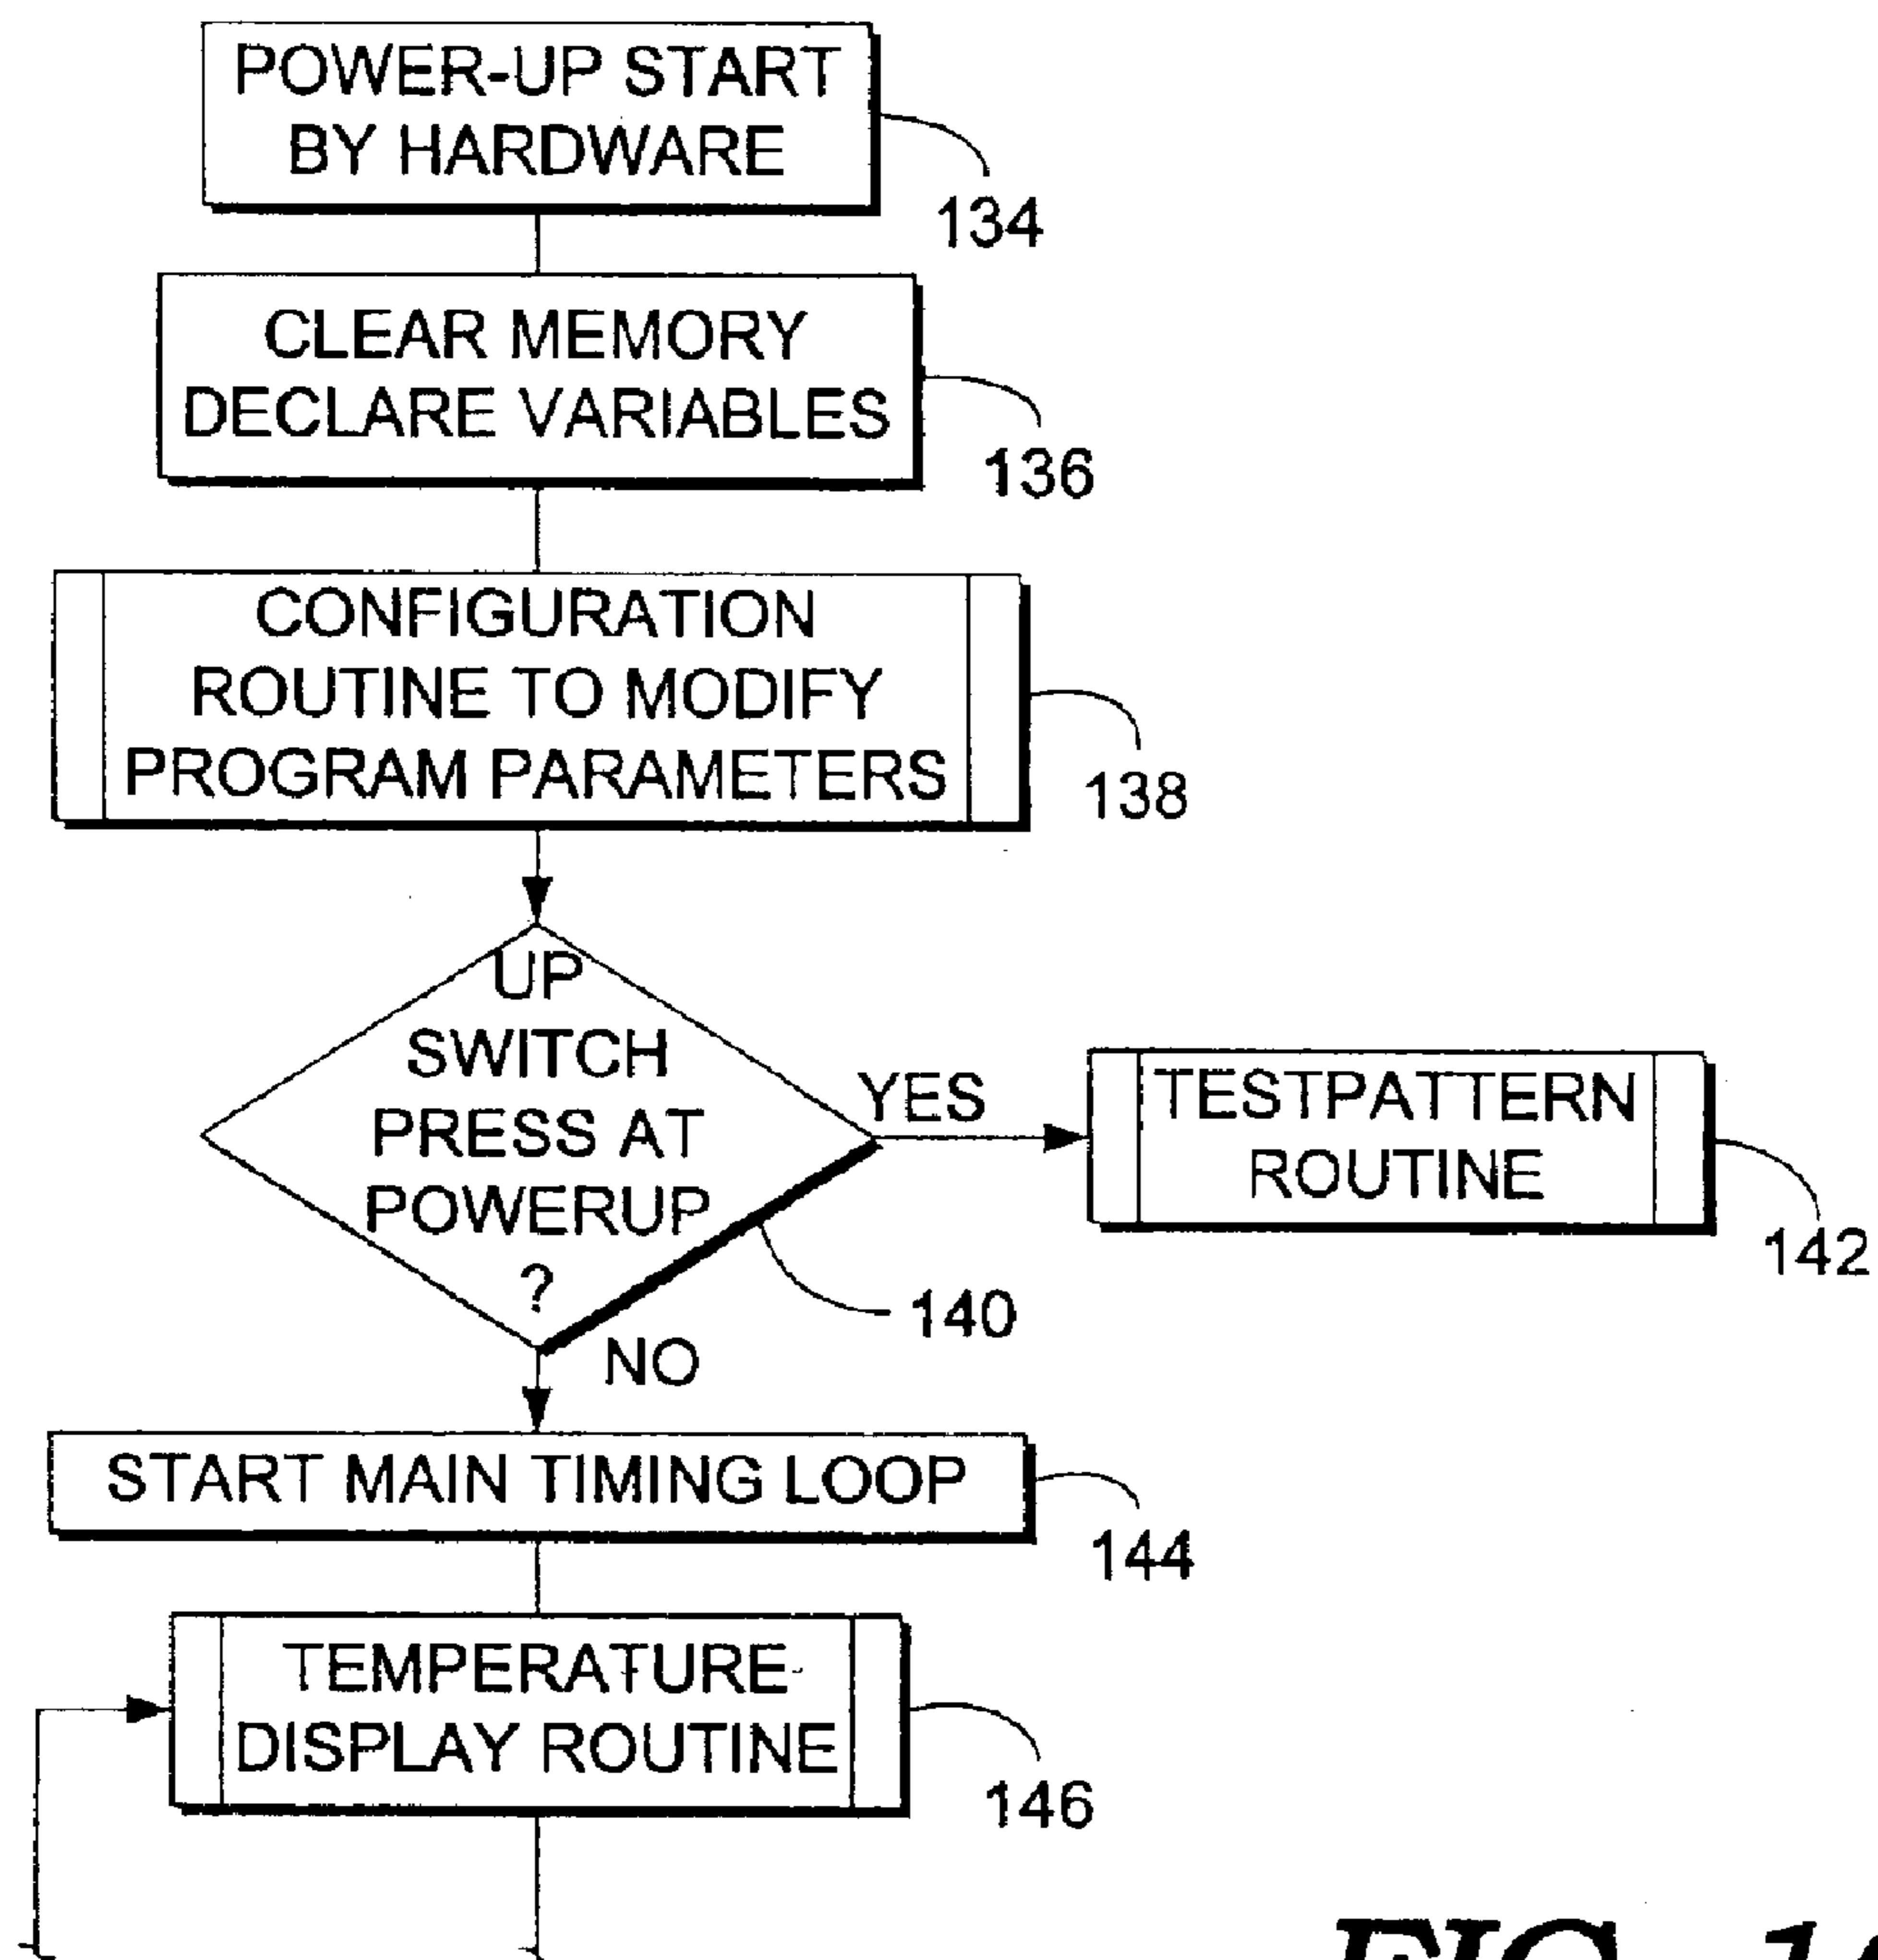 POWER-UP START
BY HARDWARE
134
CLEAR MEMORY
DECLARE VARIABLES
136
CONFIGURATION
ROUTINE TO MODIFY
PROGRAM PARAMETERS
138
UP
SWITCH
PRESS AT
POWERUP
?
YES
TESTPATTERN
ROUTINE
142
140
NO
START MAIN TIMING LOOP
144
TEMPERATURE
DISPLAY ROUTINE
146